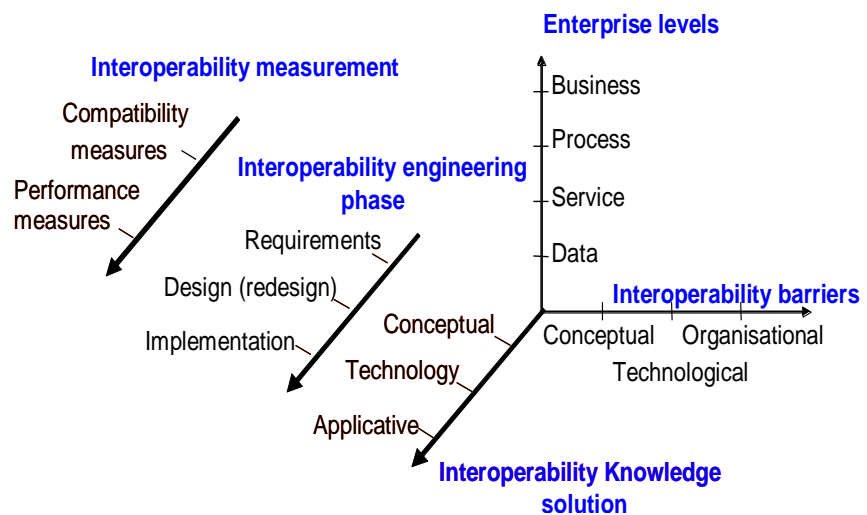 Enterprise levels
Interoperability measurement
Business
Compatibility
measures
Process
Interoperability engineering
phase
Performance
measures
Service
Requirements
Data
Design (redesign)
Interoperability barriers
Conceptual
Implementation
Conceptual
Organisational
Technology
Technological
Applicative
Interoperability Knowledge
solution